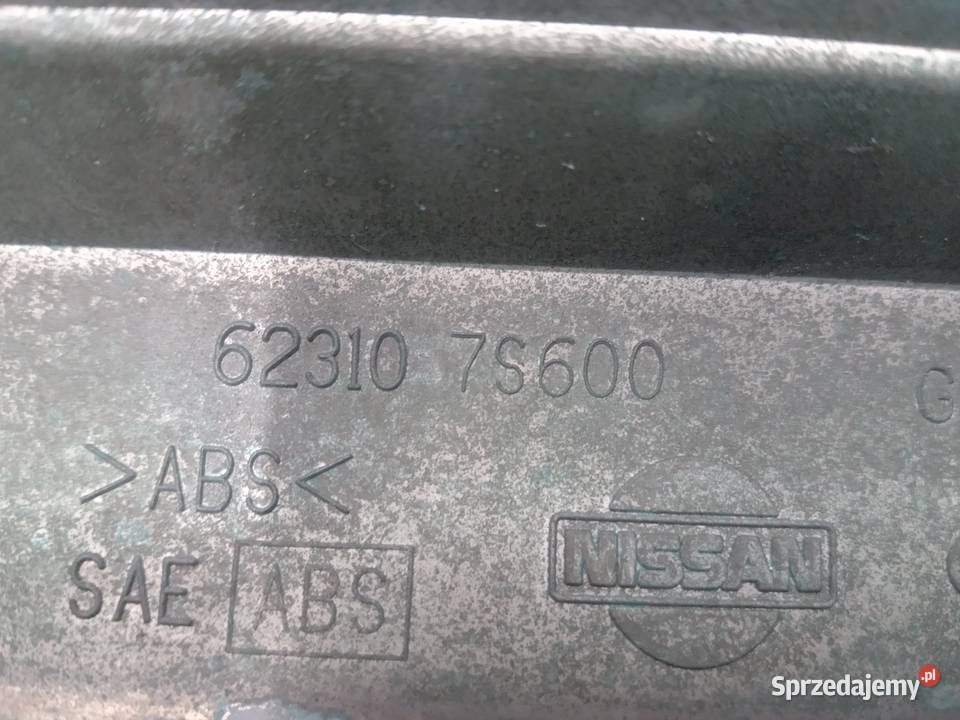 62310 7S600
G
>ABS<
SAE ABS
NISSAN
Sprzedajemy.pl